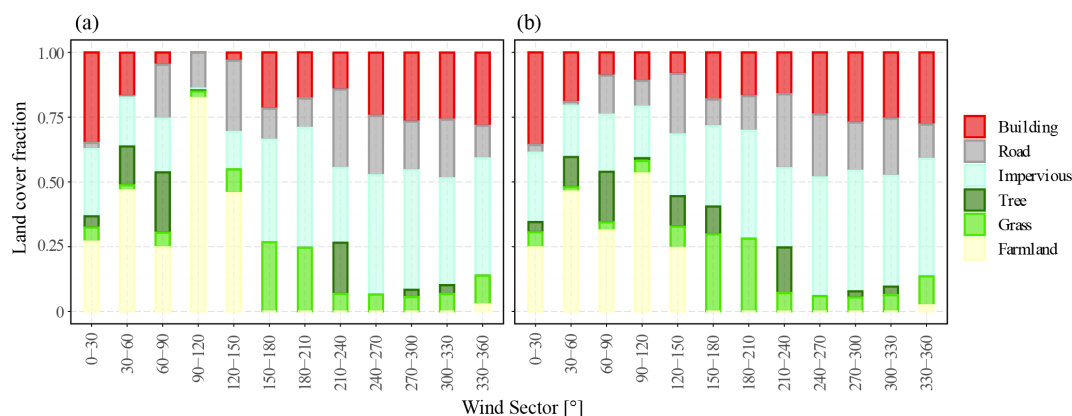 (a)
(b)
Land cover fraction
1.00
0.75
0.50
0.25
0
0−30
30−60
60−90
90−120
120−150
150−180
180−210
210−240
240−270
270−300
300−330
330−360
0−30
30−60
60−90
90−120
120−150
150−180
180−210
210−240
240−270
270−300
300−330
330−360
Wind Sector [°]
Building
Road
Impervious
Tree
Grass
Farmland